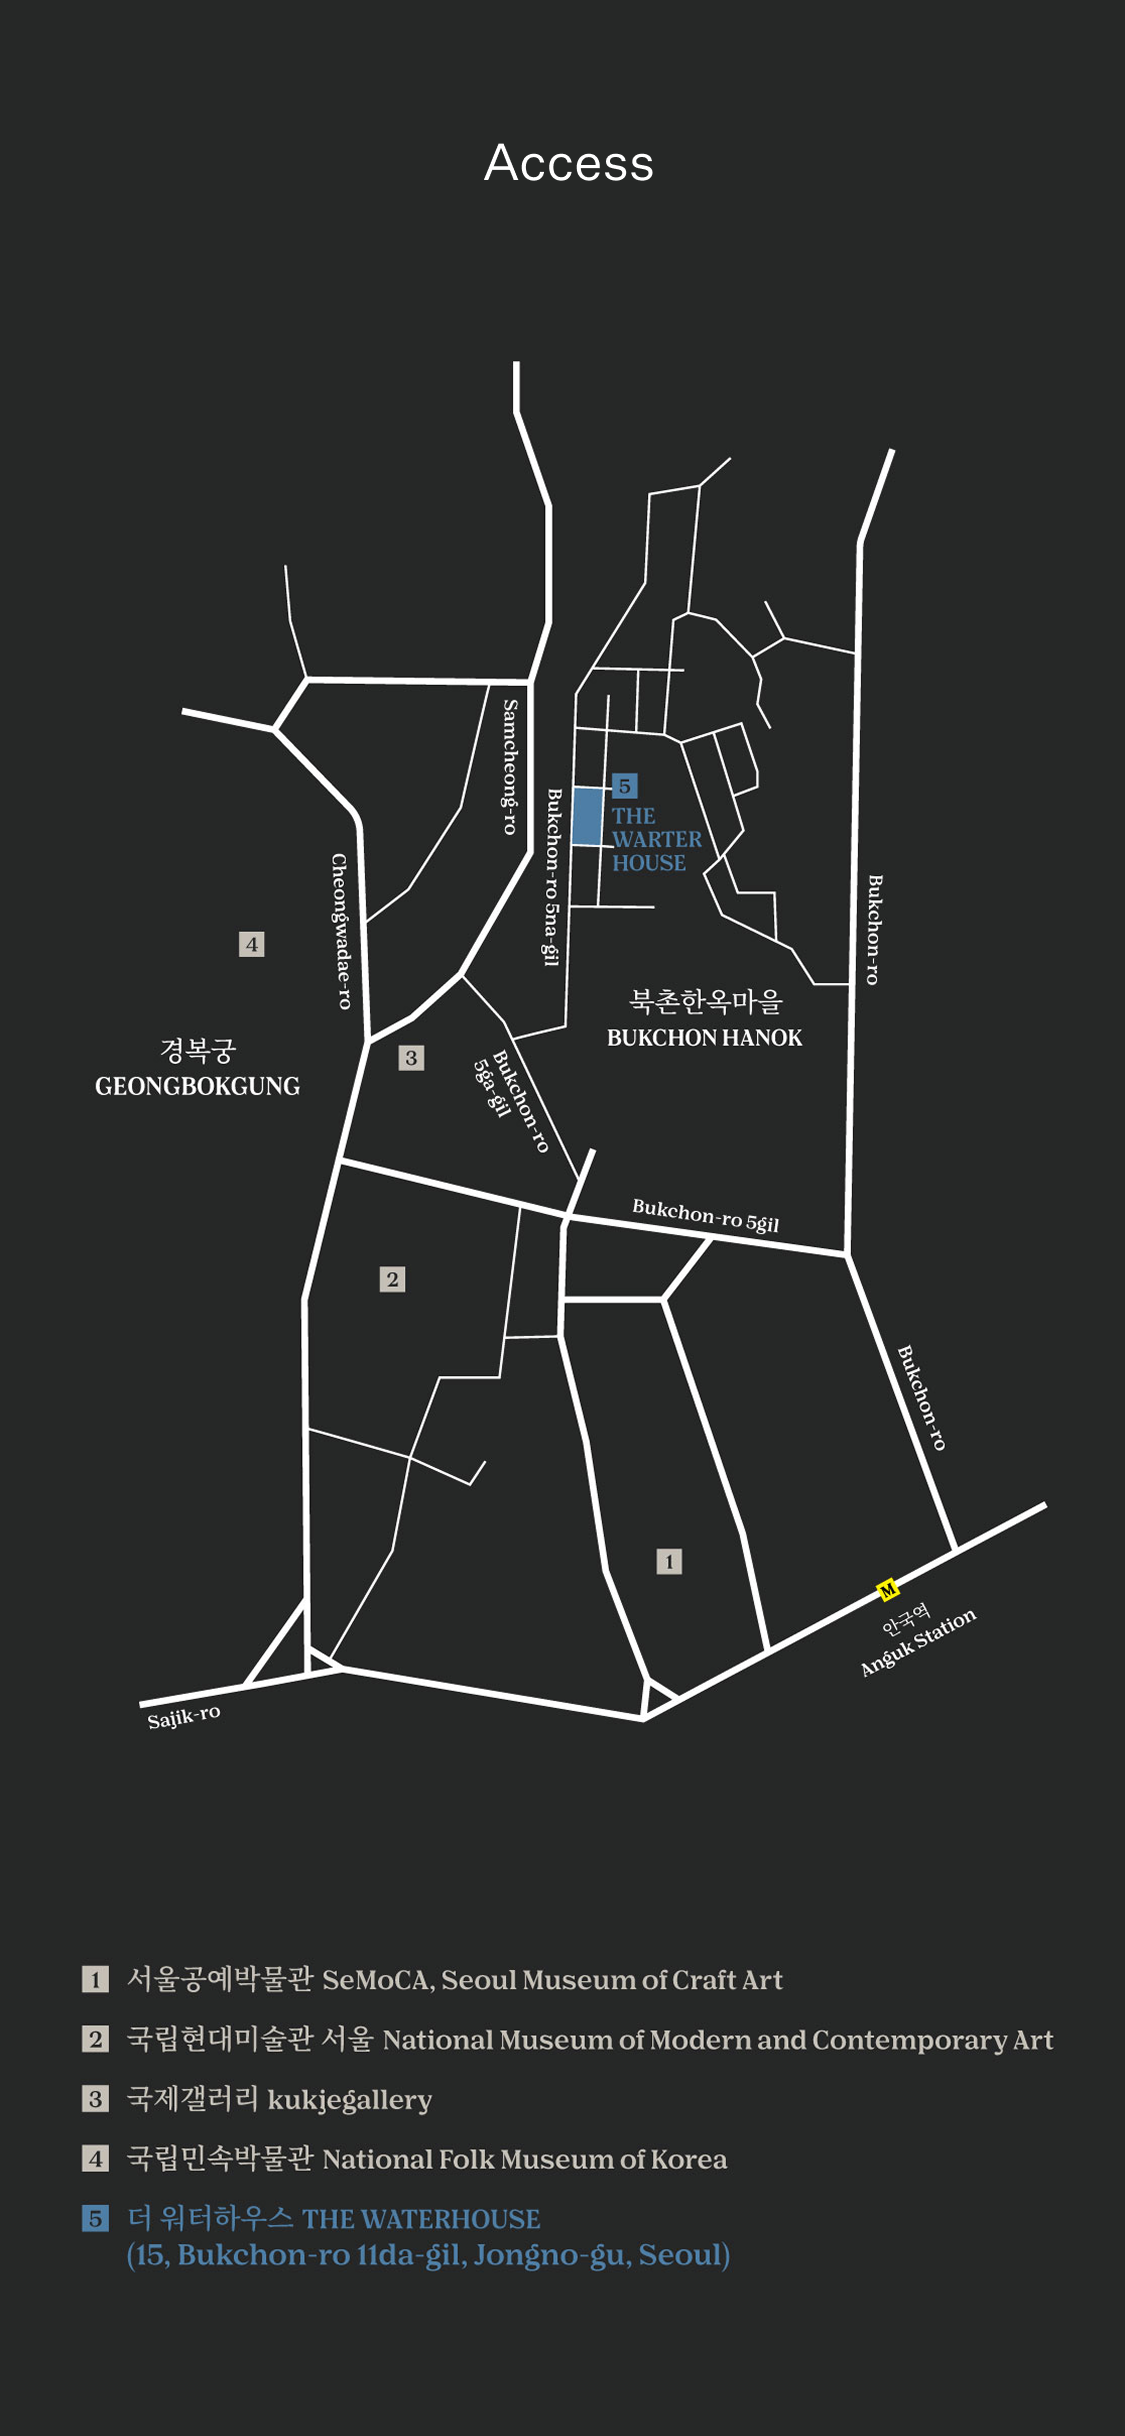 Access
Samcheong-ro
5
THE
WARTER
HOUSE
Bukchon-ro 5na-gil
Cheongwadae-ro
Bukchon-ro
4
북촌한옥마을
BUKCHON HANOK
경복궁
GEONGBOKGUNG
3
Bukchon-ro
5ga-gil
Bukchon-ro 5gil
2
Bukchon-ro
1
M
안국역
Anguk Station
Sajik-ro
1 서울공예박물관 SeMoCA, Seoul Museum of Craft Art
2 국립현대미술관 서울 National Museum of Modern and Contemporary Art
3 국제갤러리 kukjegallery
4 국립민속박물관 National Folk Museum of Korea
5 더 워터하우스 THE WATERHOUSE
(15, Bukchon-ro 11da-gil, Jongno-gu, Seoul)